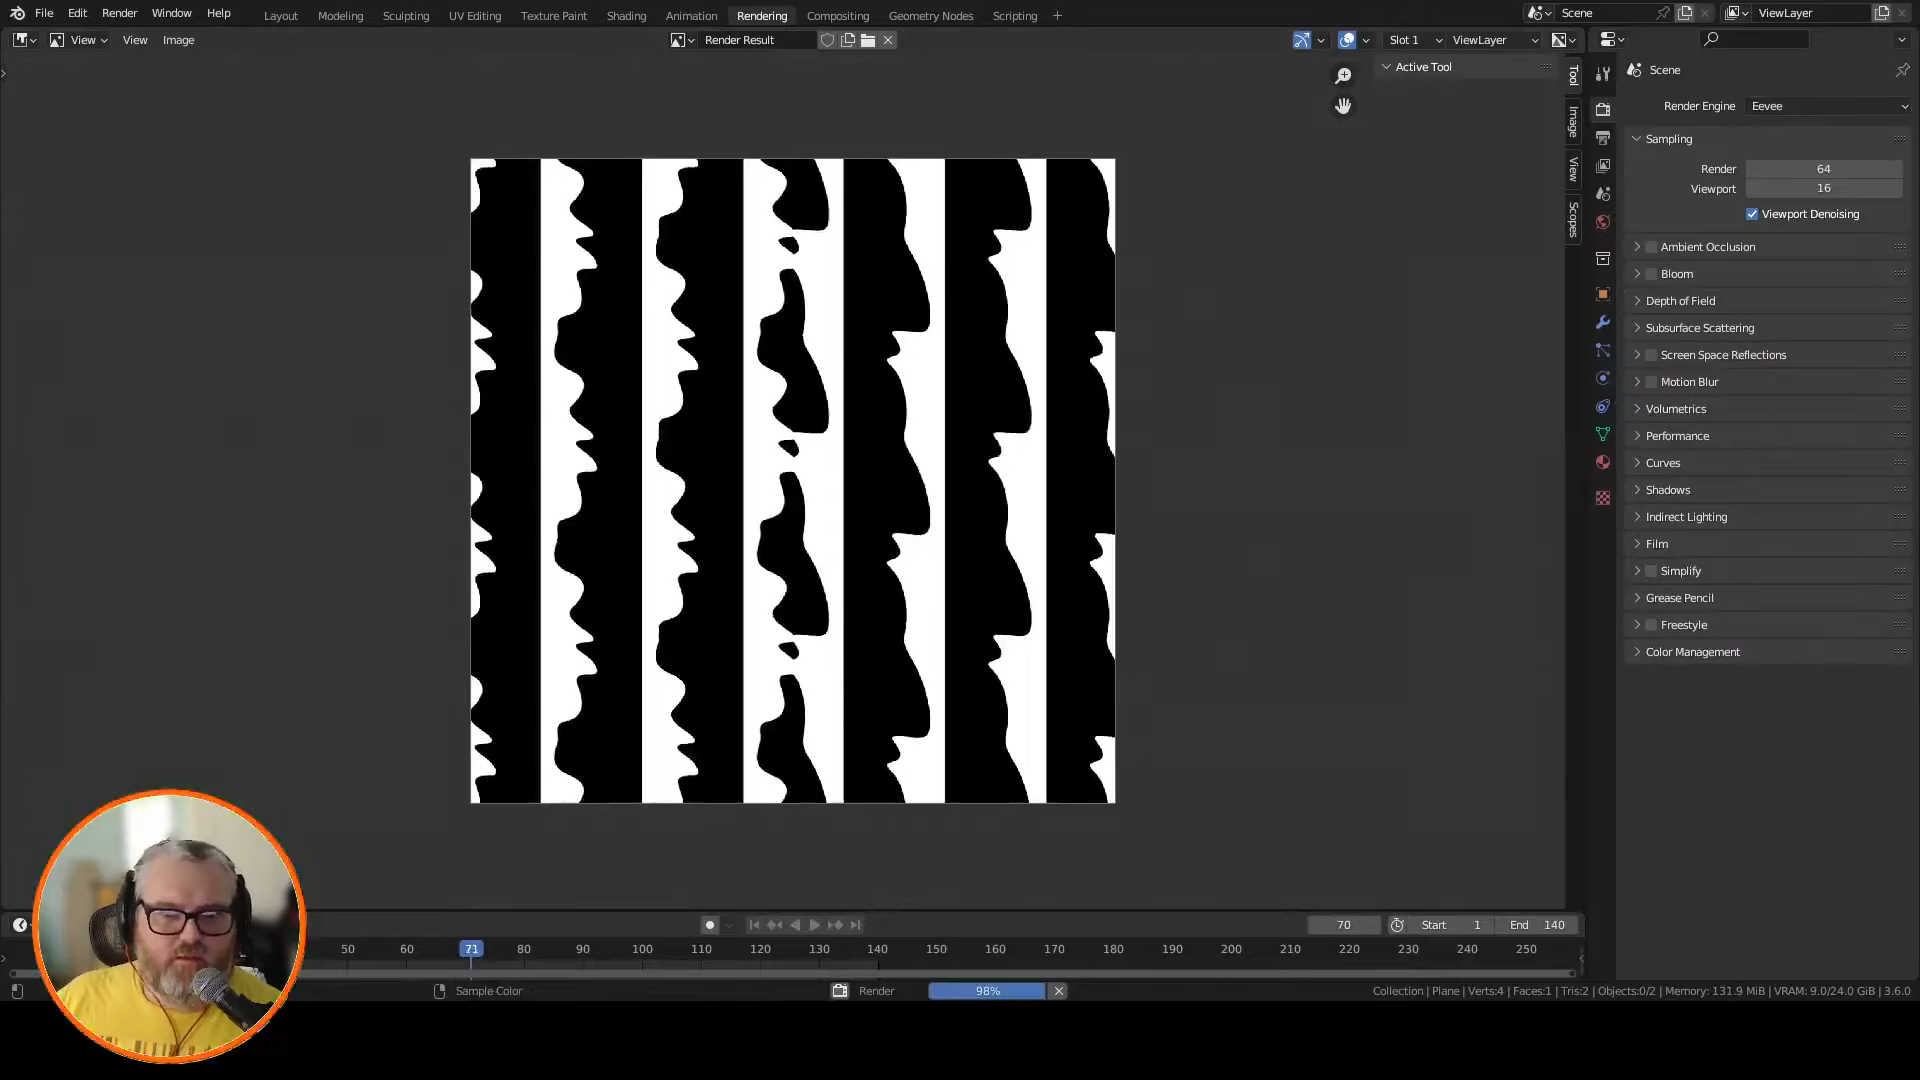 File Edit Render Window Help Layout Modeling Sculpting UV Editing Texture Paint Shading Animation Rendering Compositing Geometry Nodes Scripting + Scene ViewLayer
View View Image Render Result Slot 1 ViewLayer
Active Tool
Tool
Image
View
Scopes
Scene
Render Engine Eevee
Sampling
Render 64
Viewport 16
Viewport Denoising
Ambient Occlusion
Bloom
Depth of Field
Subsurface Scattering
Screen Space Reflections
Motion Blur
Volumetrics
Performance
Curves
Shadows
Indirect Lighting
Film
Simplify
Grease Pencil
Freestyle
Color Management
70 Start 1 End 140
50 60 71 80 90 100 110 120 130 140 150 160 170 180 190 200 210 220 230 240 250
Sample Color Render 98% Collection | Plane | Verts:4 | Faces:1 | Tris:2 | Objects:0/2 | Memory: 131.9 MiB | VRAM: 9.0/24.0 GiB | 3.6.0